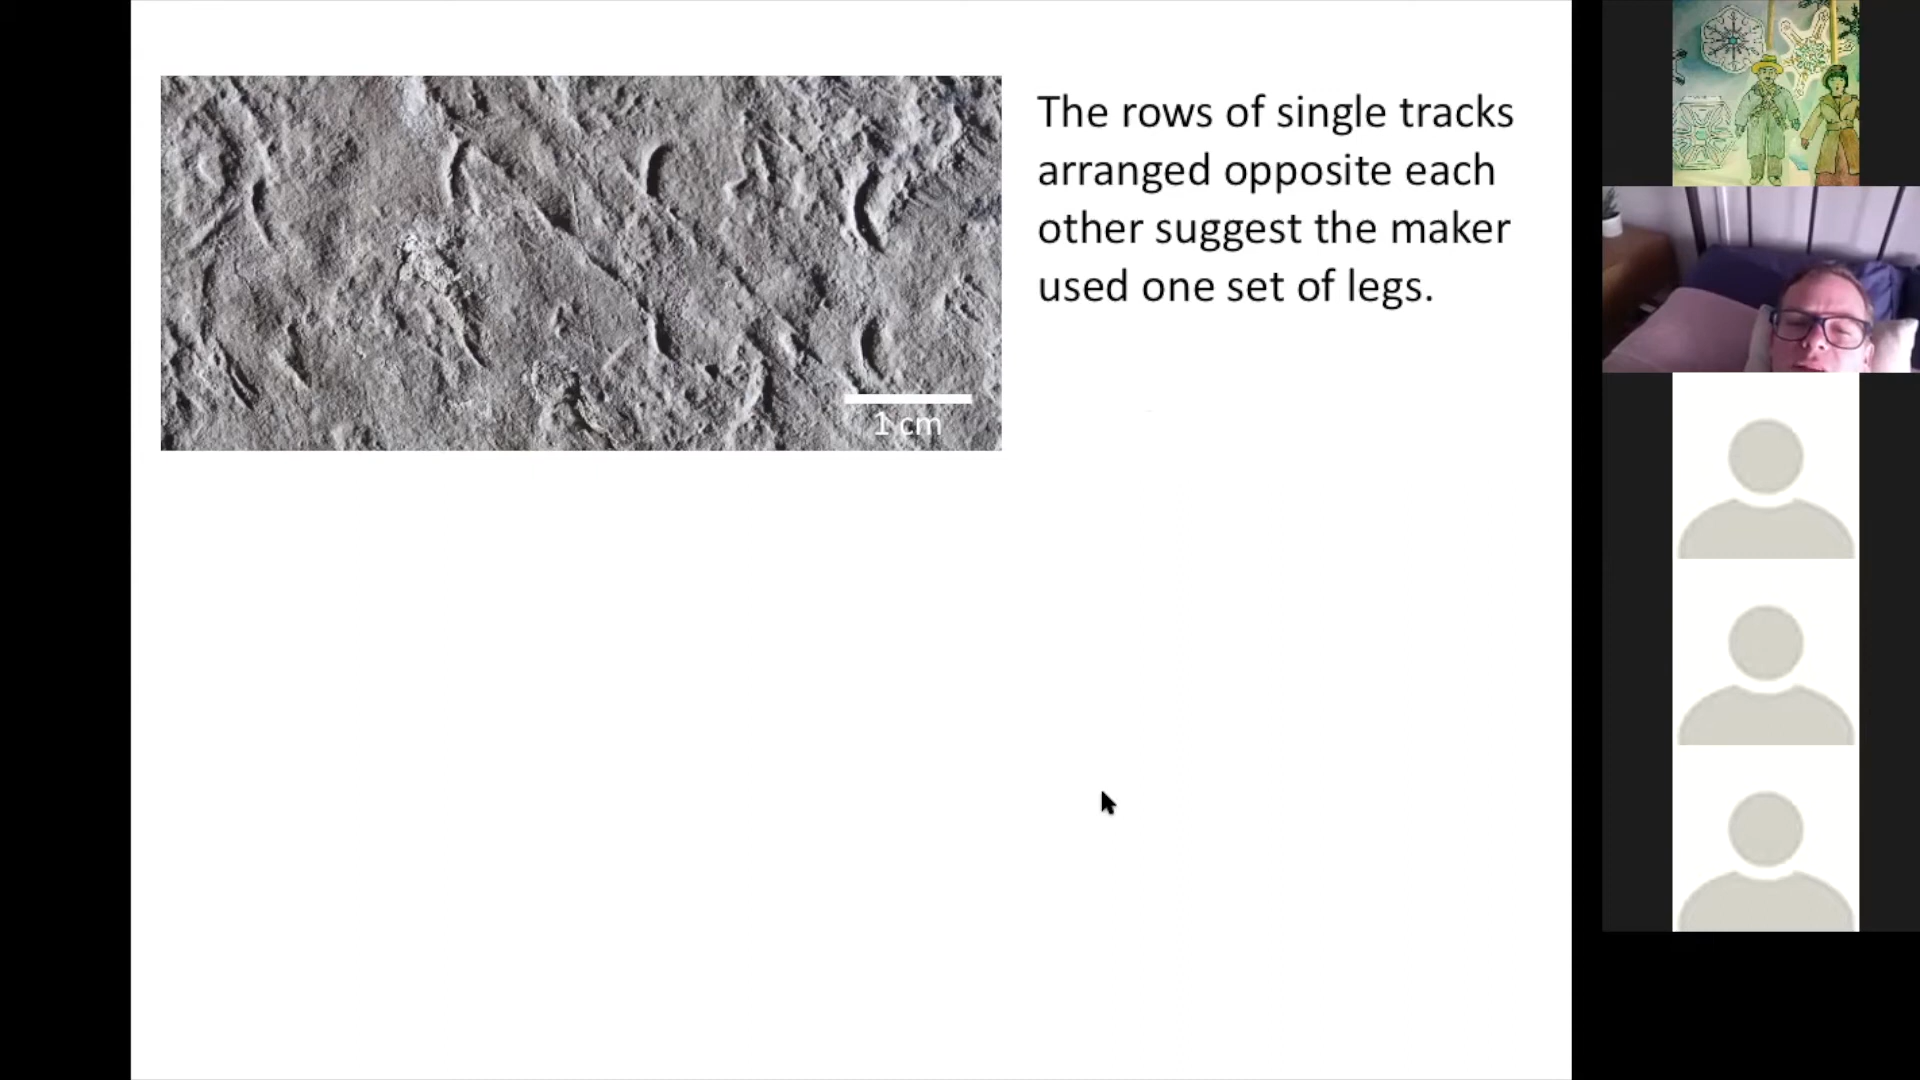 The rows of single tracks
arranged opposite each
other suggest the maker
used one set of legs.
1 cm